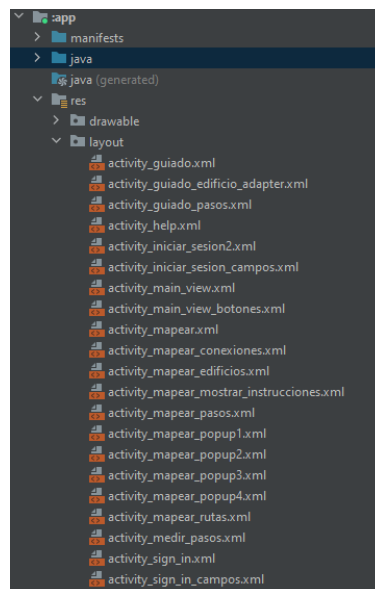 :app
manifests
java
java (generated)
res
drawable
layout
activity_guiado.xml
activity_guiado_edificio_adapter.xml
activity_guiado_pasos.xml
activity_help.xml
activity_iniciar_sesion2.xml
activity_iniciar_sesion_campos.xml
activity_main_view.xml
activity_main_view_botones.xml
activity_mapear.xml
activity_mapear_conexiones.xml
activity_mapear_edificios.xml
activity_mapear_mostrar_instrucciones.xml
activity_mapear_pasos.xml
activity_mapear_popup1.xml
activity_mapear_popup2.xml
activity_mapear_popup3.xml
activity_mapear_popup4.xml
activity_mapear_rutas.xml
activity_medir_pasos.xml
activity_sign_in.xml
activity_sign_in_campos.xml